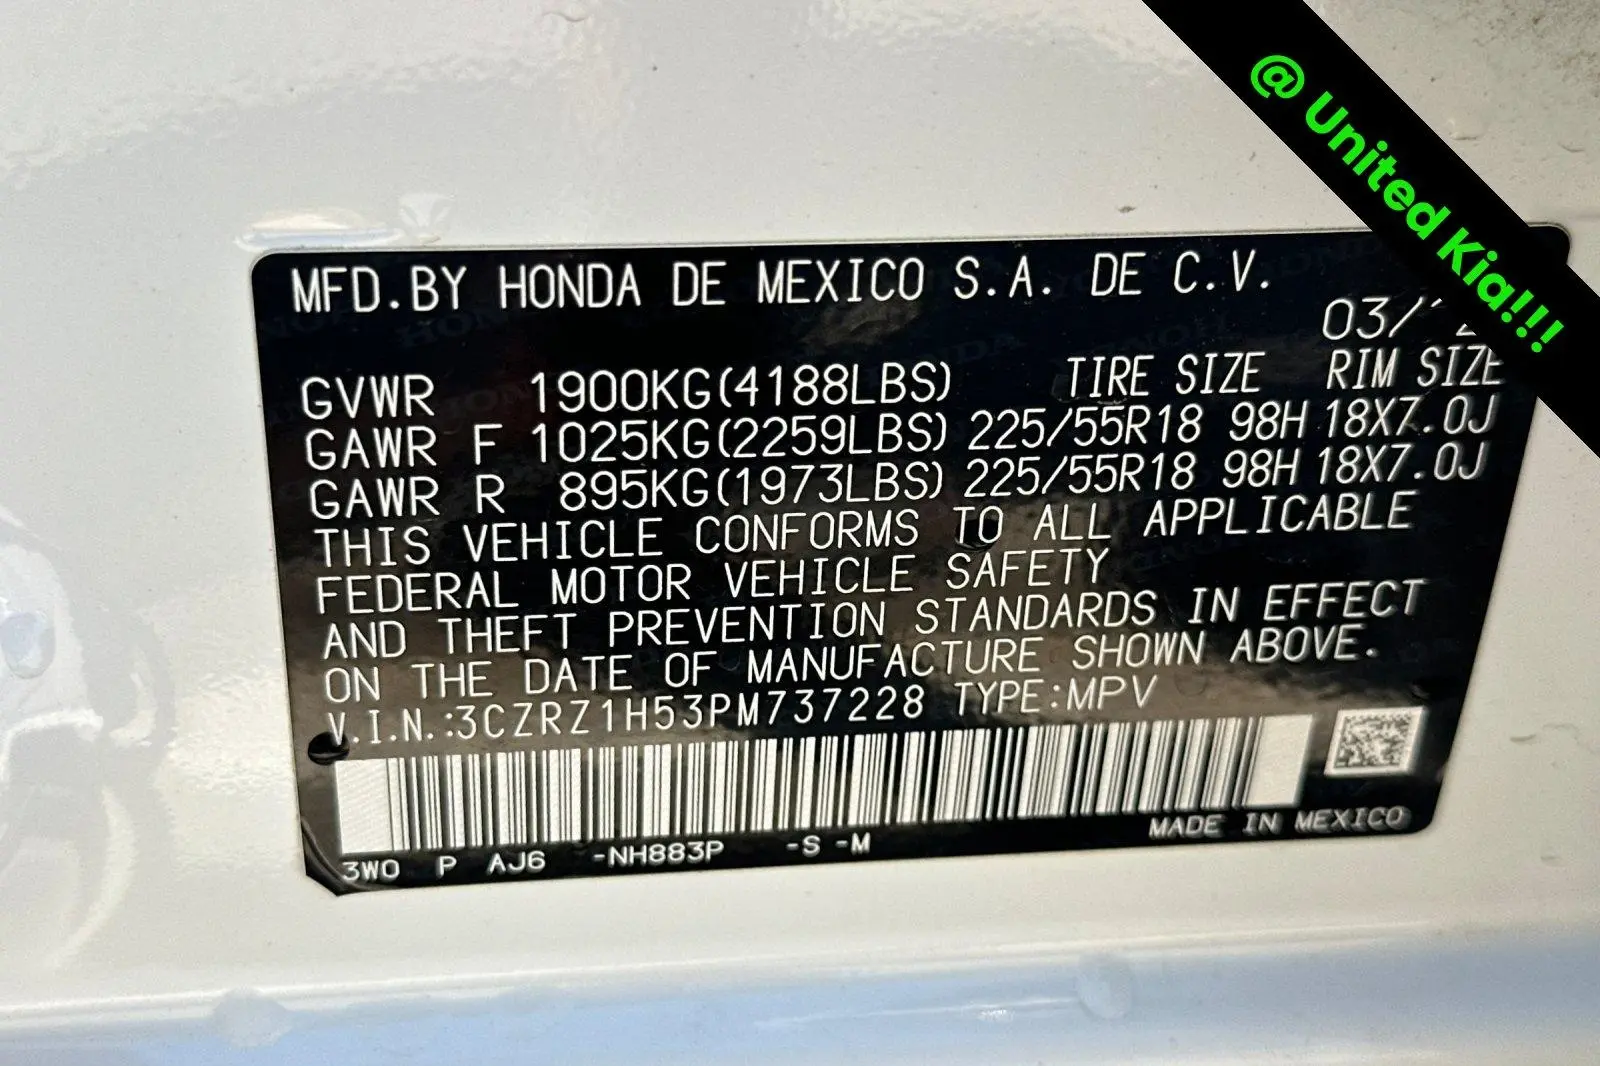 @ United Kia!!!
MFD.BY HONDA DE MEXICO S.A. DE C.V.
03/
GVWR 1900KG(4188LBS) TIRE SIZE RIM SIZE
GAWR F 1025KG(2259LBS) 225/55R18 98H 18X7.0J
GAWR R 895KG(1973LBS) 225/55R18 98H 18X7.0J
THIS VEHICLE CONFORMS TO ALL APPLICABLE
FEDERAL MOTOR VEHICLE SAFETY
AND THEFT PREVENTION STANDARDS IN EFFECT
ON THE DATE OF MANUFACTURE SHOWN ABOVE.
V.I.N.:3CZRZ1H53PM737228 TYPE:MPV
3WO P AJ6 -NH883P -S -M MADE IN MEXICO